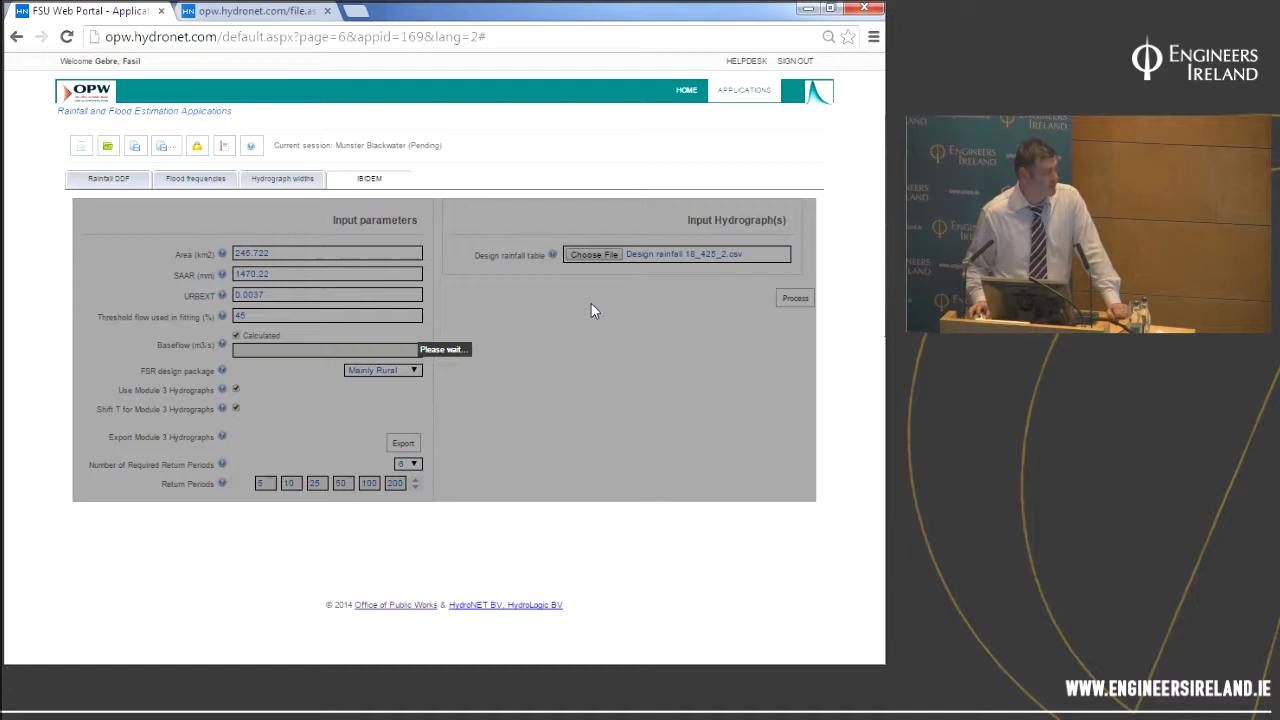 FSU Web Portal - Applicat
opw.hydronet.com/file.as
opw.hydronet.com/default.aspx?page=6&appid=169&lang=2#
Welcome Gebre, Fasil
HELPDESK
SIGN OUT
OPW
HOME
APPLICATIONS
Rainfall and Flood Estimation Applications
Current session: Munster Blackwater (Pending)
Rainfall DDF
Flood frequencies
Hydrograph widths
IBIDEM
Input parameters
Input Hydrograph(s)
Area (km2)
245.722
Design rainfall table
Choose File
Design rainfall 18_425_2.csv
SAAR (mm)
1470.22
URBEXT
0.0037
Process
Threshold flow used in fitting (%)
45
Calculated
Baseflow (m3/s)
Please wait...
FSR design package
Mainly Rural
Use Module 3 Hydrographs
Shift T for Module 3 Hydrographs
Export Module 3 Hydrographs
Export
Number of Required Return Periods
6
Return Periods
5
10
25
50
100
200
© 2014 Office of Public Works & HydroNET BV, HydroLogic BV
ENGINEERS
IRELAND
ENGINEERS
IRELAND
WWW.ENGINEERSIRELAND.IE